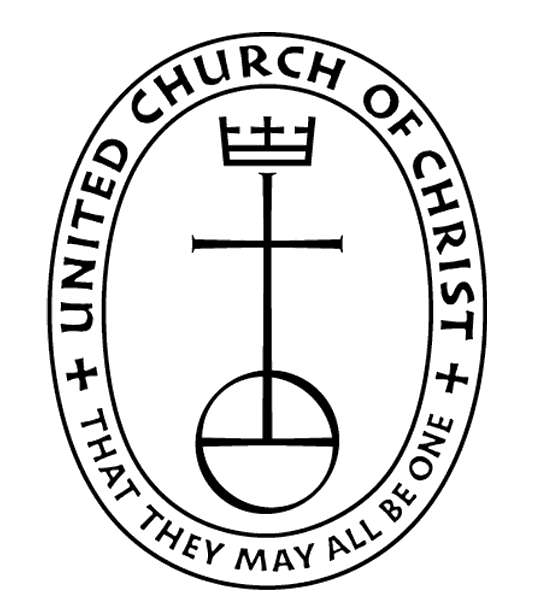 UNITED CHURCH OF CHRIST
THAT THEY MAY ALL BE ONE